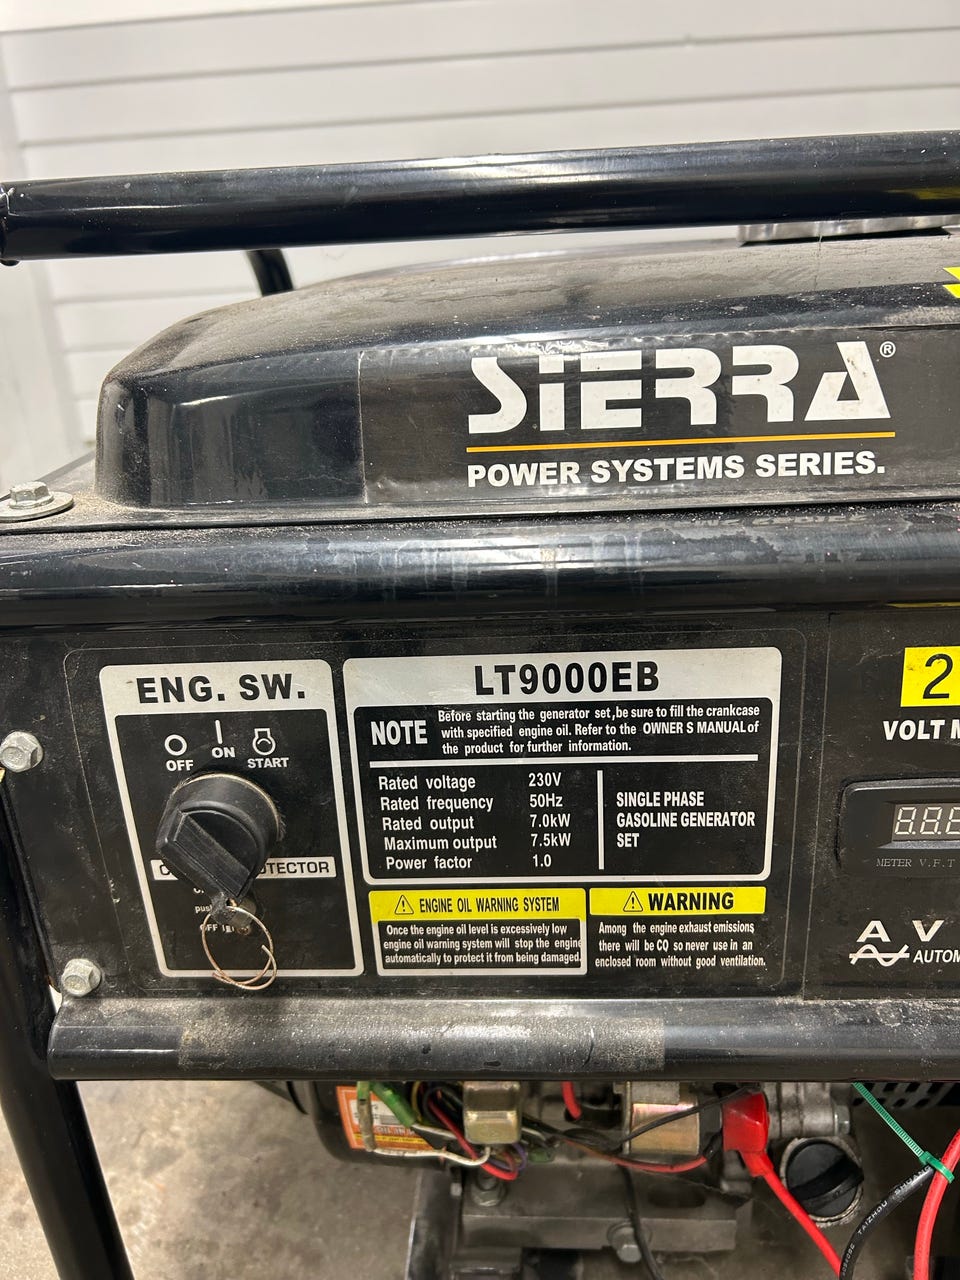 SiERRA®
POWER SYSTEMS SERIES.
ENG. SW.
OFF
ON
START
TECTOR
push
OFF
LT9000EB
NOTE
Before starting the generator set,be sure to fill the crankcase
with specified engine oil. Refer to the OWNER S MANUAL of
the product for further information.
Rated voltage 230V
Rated frequency 50Hz
Rated output 7.0kW
Maximum output 7.5kW
Power factor 1.0
SINGLE PHASE
GASOLINE GENERATOR
SET
ENGINE OIL WARNING SYSTEM
Once the engine oil level is excessively low
engine oil warning system will stop the engine
automatically to protect it from being damaged.
WARNING
Among the engine exhaust emissions,
there will be CO so never use in an
enclosed room without good ventilation.
2
VOLT M
METER V.F.T
A V
AUTOM
TAIZHOU SHUANG